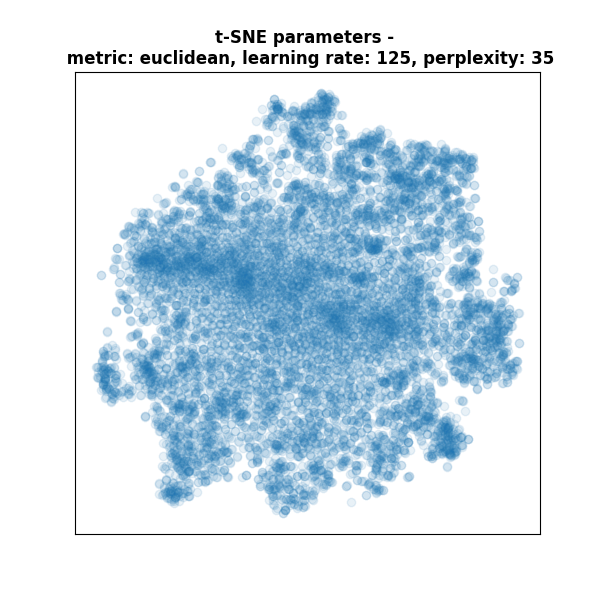 t-SNE parameters -
metric: euclidean, learning rate: 125, perplexity: 35